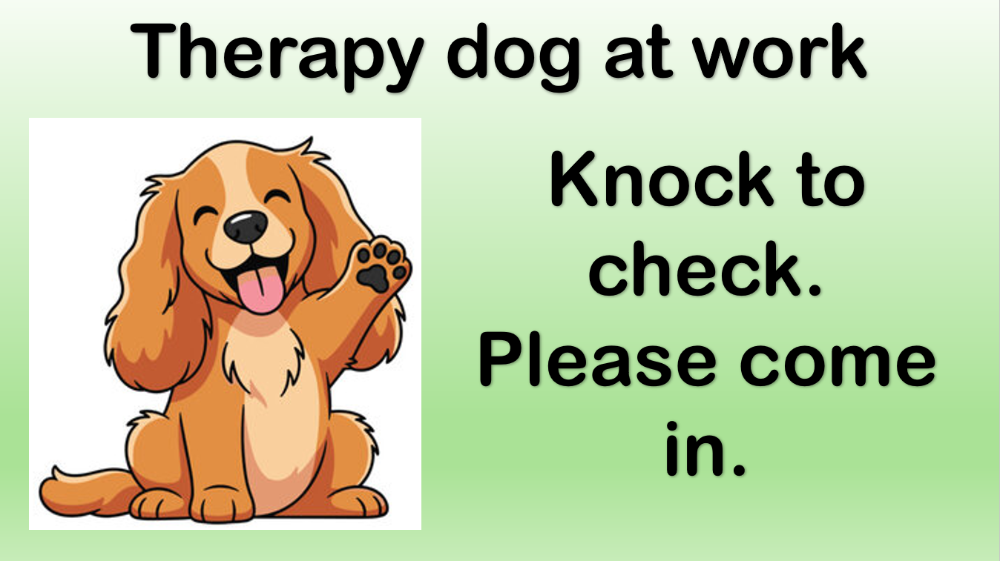 Therapy dog at work
Knock to
check.
Please come
in.